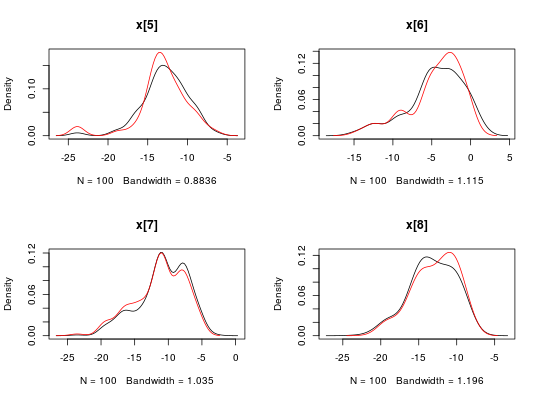 x[5]
x[6]
Density
0.00 0.10
-25 -20 -15 -10 -5
N = 100 Bandwidth = 0.8836
Density
0.00 0.06 0.12
-15 -10 -5 0 5
N = 100 Bandwidth = 1.115
x[7]
x[8]
Density
0.00 0.06 0.12
-25 -20 -15 -10 -5 0
N = 100 Bandwidth = 1.035
Density
0.00 0.06 0.12
-25 -20 -15 -10 -5
N = 100 Bandwidth = 1.196